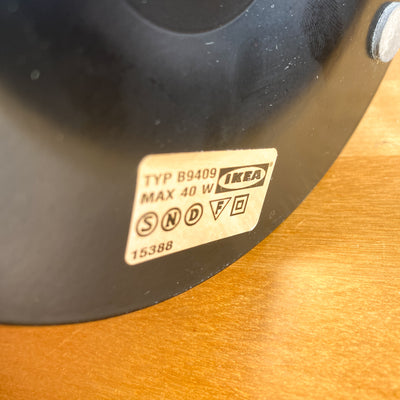 TYP B9409 IKEA
MAX 40 W
S N D F
15388